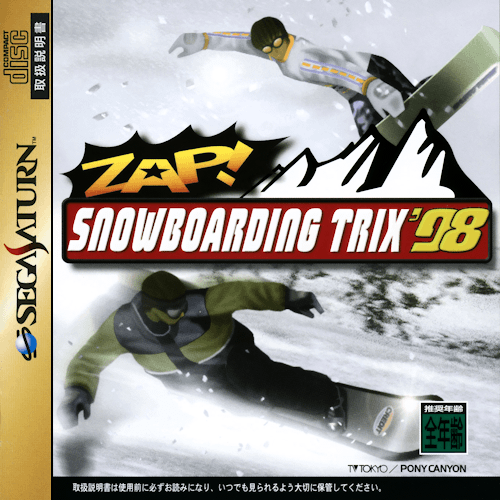 COMPACT
disc
取扱説明書
SEGA SATURN™
ZAP!
SNOWBOARDING TRIX '98
推奨年齢
全年齢
TV TOKYO / PONY CANYON
取扱説明書は使用前に必ずお読みになり、いつでも見られるよう大切に保管してください。